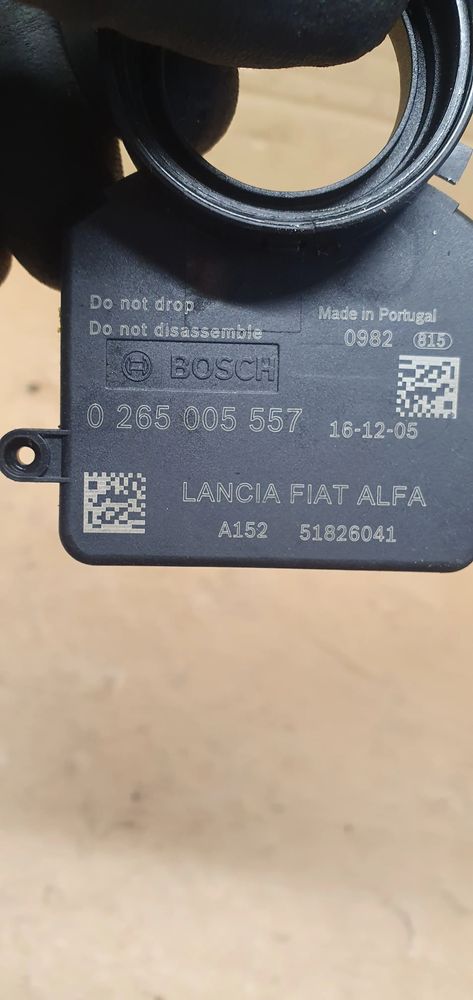 Do not drop
Do not disassemble
Made in Portugal
0982 815
BOSCH
0 265 005 557
16-12-05
LANCIA FIAT ALFA
A152 51826041